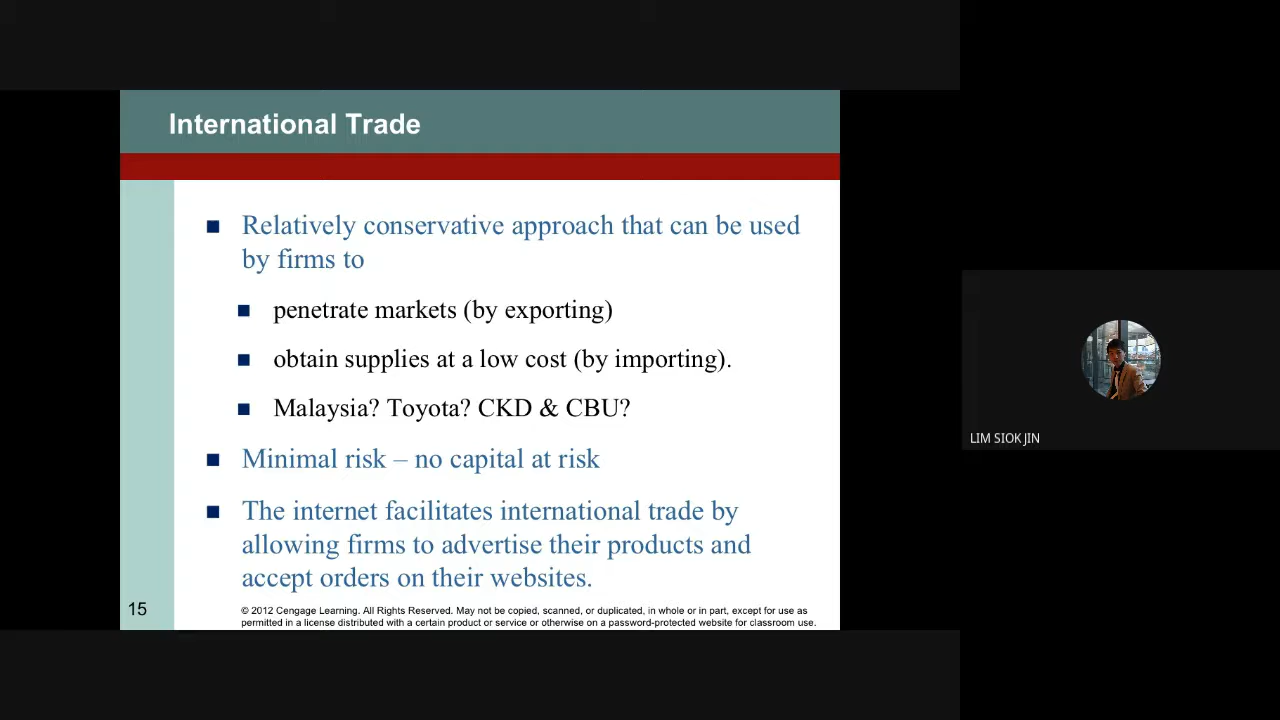 International Trade
Relatively conservative approach that can be used
by firms to
penetrate markets (by exporting)
obtain supplies at a low cost (by importing).
Malaysia? Toyota? CKD & CBU?
Minimal risk – no capital at risk
The internet facilitates international trade by
allowing firms to advertise their products and
accept orders on their websites.
15
© 2012 Cengage Learning. All Rights Reserved. May not be copied, scanned, or duplicated, in whole or in part, except for use as
permitted in a license distributed with a certain product or service or otherwise on a password-protected website for classroom use.
LIM SIOK JIN